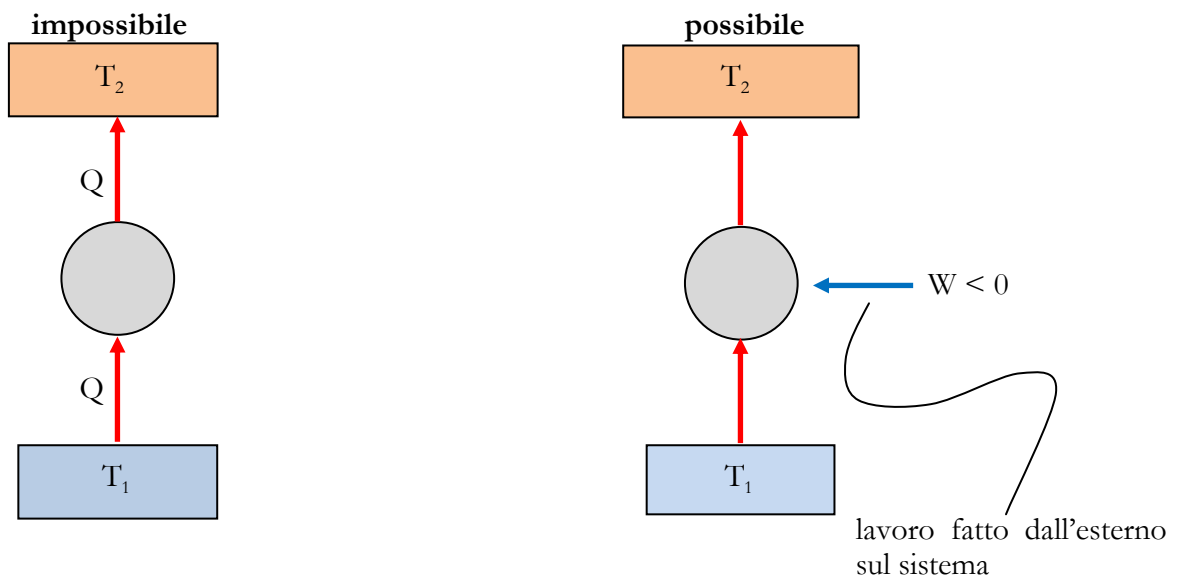 impossibile
T₂
Q
Q
T₁
possibile
T₂
W < 0
T₁
lavoro fatto dall'esterno
sul sistema